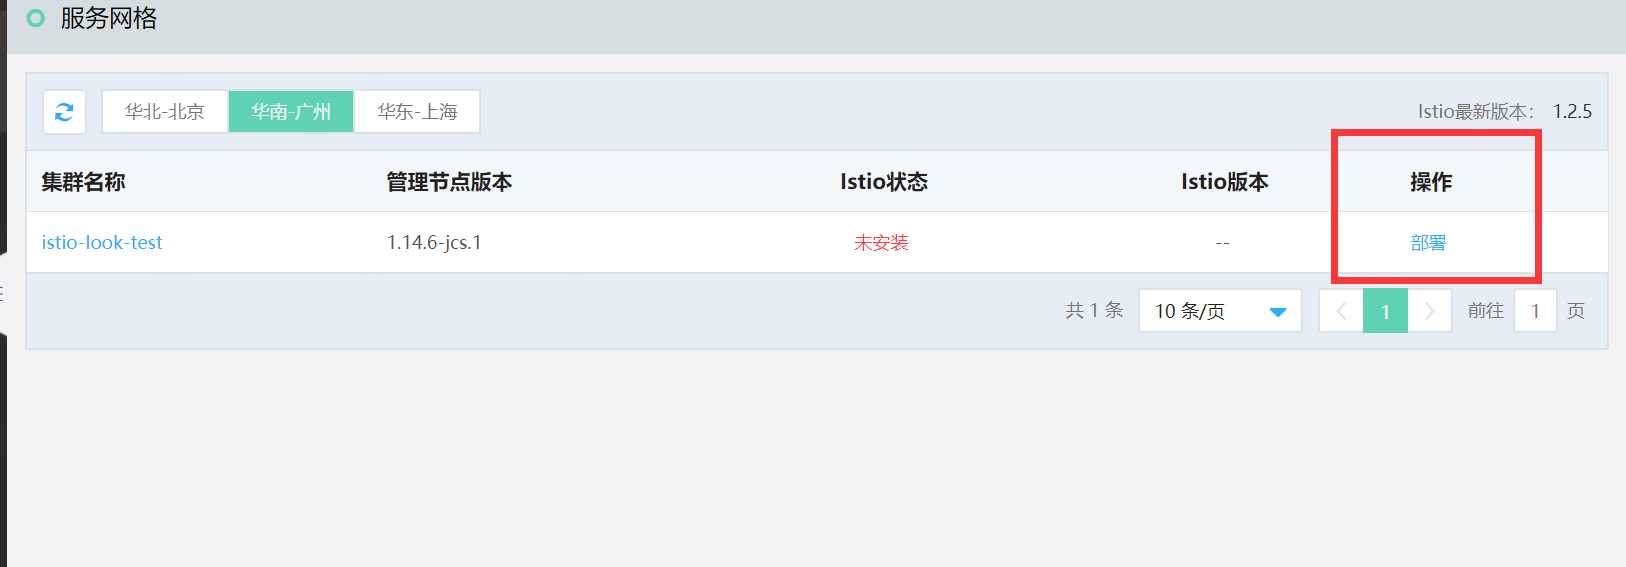 服务网格
华北-北京 华南-广州 华东-上海 Istio最新版本： 1.2.5
集群名称 管理节点版本 Istio状态 Istio版本 操作
istio-look-test 1.14.6-jcs.1 未安装 -- 部署
共 1 条 10 条/页 1 前往 1 页